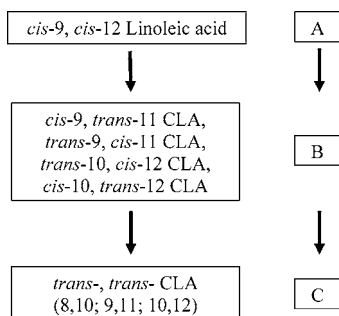 cis-9, cis-12 Linoleic acid
A
cis-9, trans-11 CLA,
trans-9, cis-11 CLA,
trans-10, cis-12 CLA,
cis-10, trans-12 CLA
B
trans-, trans- CLA
(8,10; 9,11; 10,12)
C